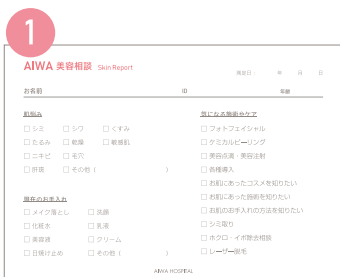 1
AIWA 美容相談 Skin Report
満足日： 年 月 日
お名前 ID 年齢
肌悩み
□ シミ □ シワ □ くすみ
□ たるみ □ 乾燥 □ 敏感肌
□ ニキビ □ 毛穴
□ 肝斑 □ その他（ ）
現在のお手入れ
□ メイク落とし □ 洗顔
□ 化粧水 □ 乳液
□ 美容液 □ クリーム
□ 日焼け止め □ その他（ ）
気になる施術やケア
□ フォトフェイシャル
□ ケミカルピーリング
□ 美容点滴・美容注射
□ 各種導入
□ お肌にあったコスメを知りたい
□ お肌にあった施術を知りたい
□ お肌のお手入れの方法を知りたい
□ シミ取り
□ ホクロ・イボ除去相談
□ レーザー脱毛
AIWA HOSPITAL